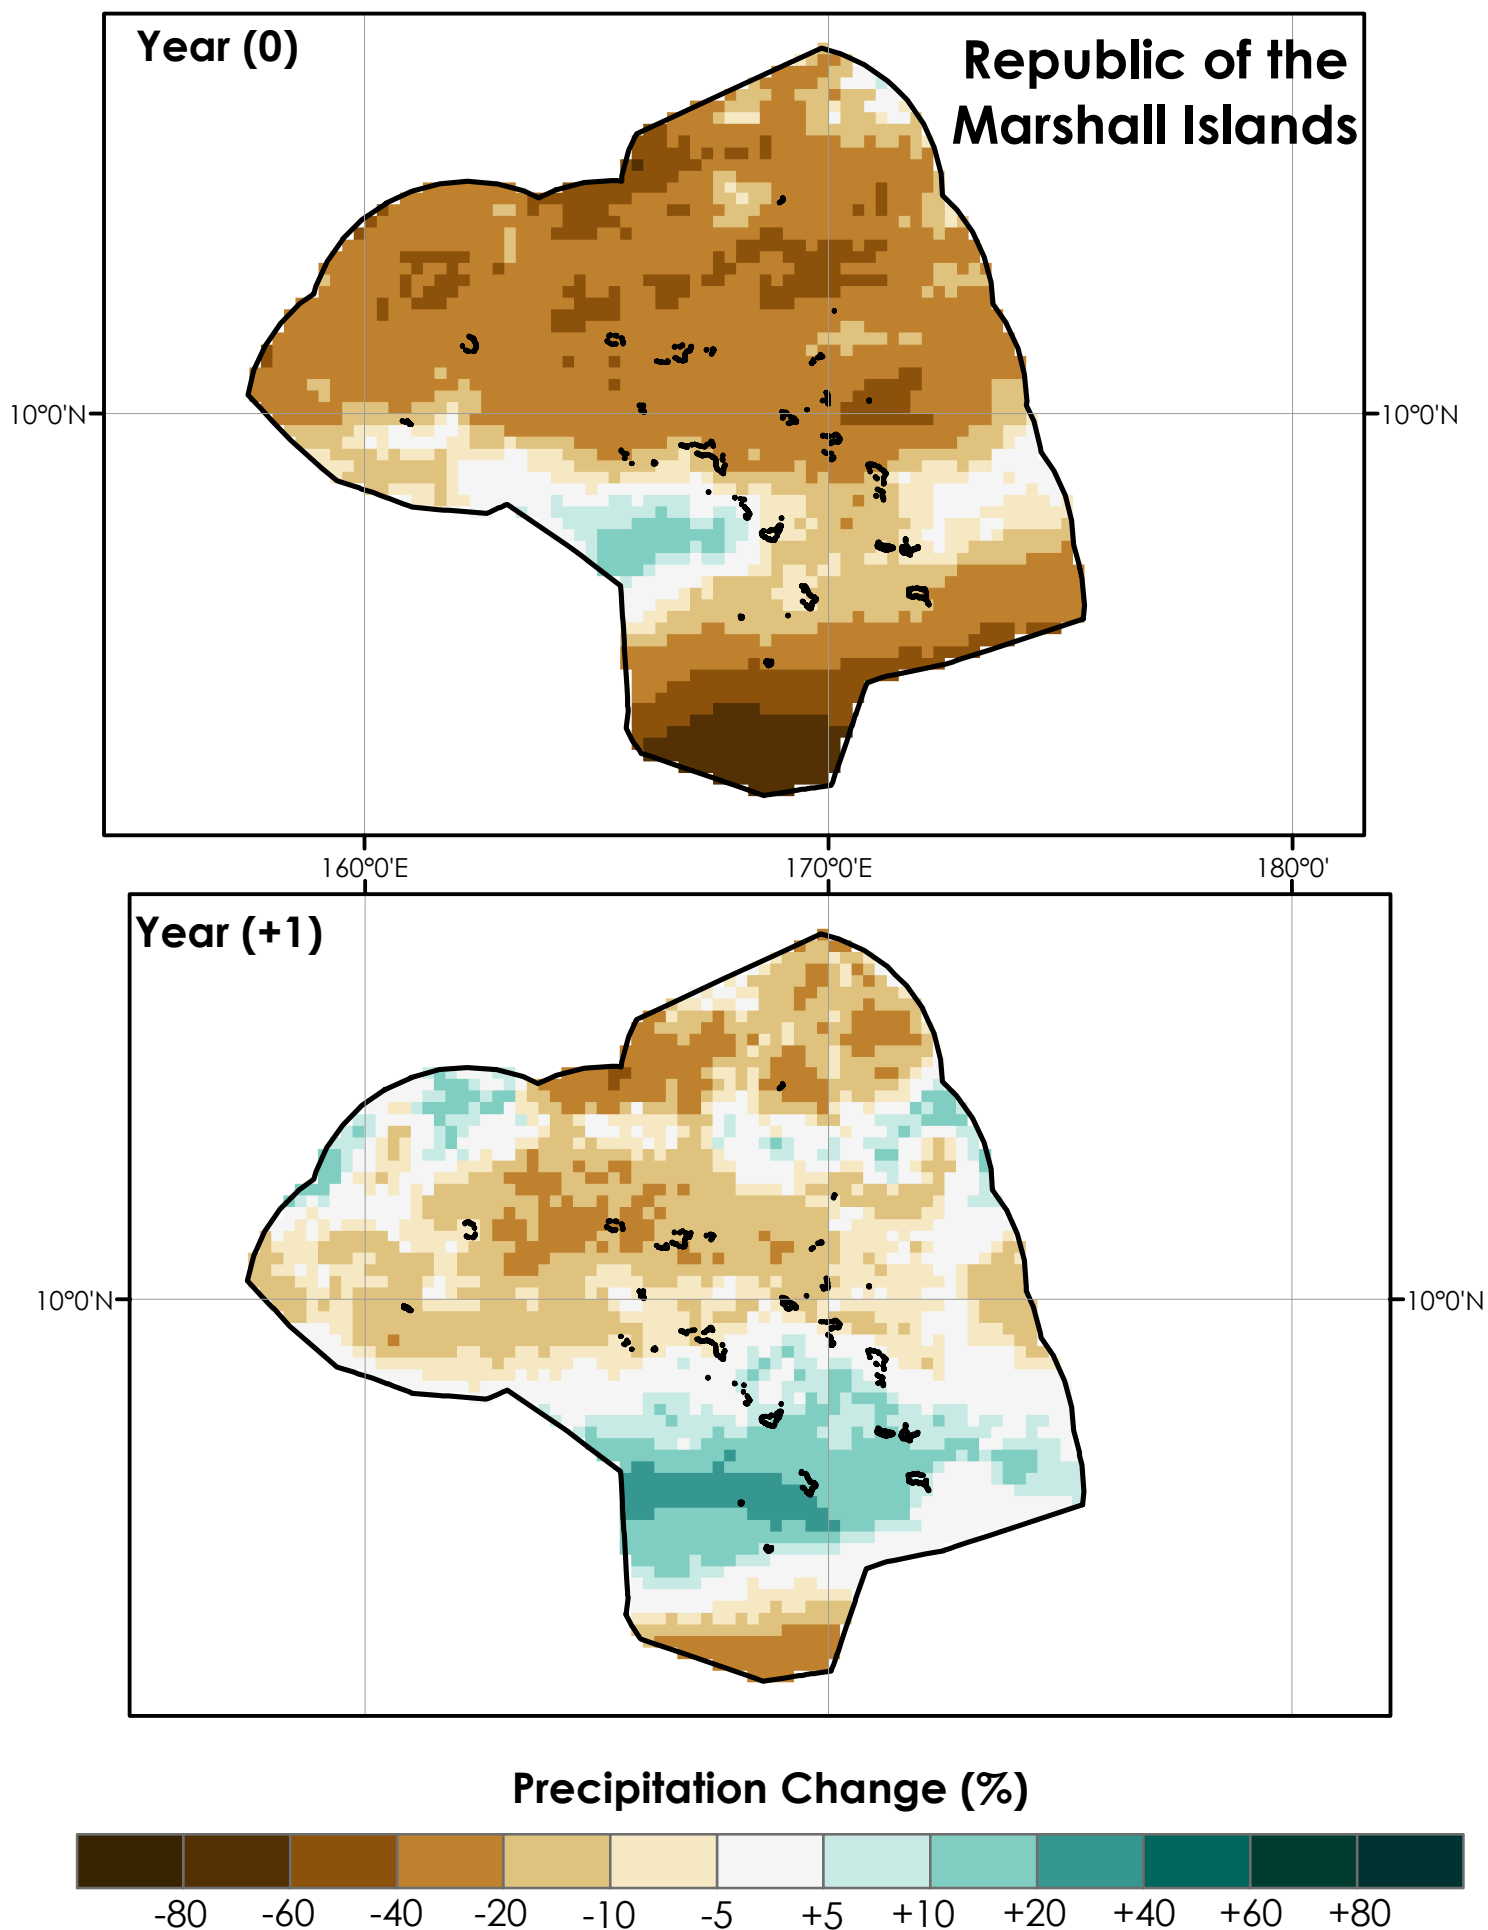 Year (0)
Republic of the
Marshall Islands
10°0'N
10°0'N
160°0'E
170°0'E
180°0'
Year (+1)
10°0'N
10°0'N
Precipitation Change (%)
-80 -60 -40 -20 -10 -5 +5 +10 +20 +40 +60 +80